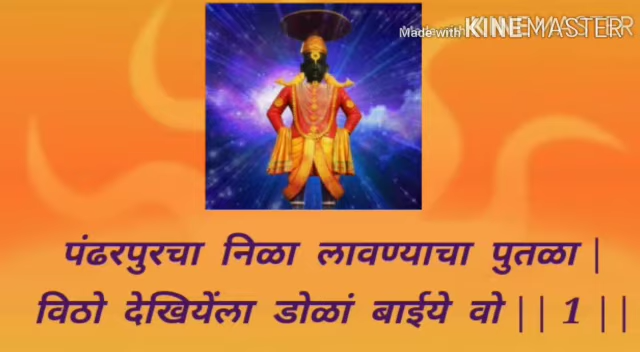 Made with KINEMASTER
पंढरपुरचा निळा लावण्याचा पुतळा |
विठो देखियेंला डोळां बाईये वो || 1 ||